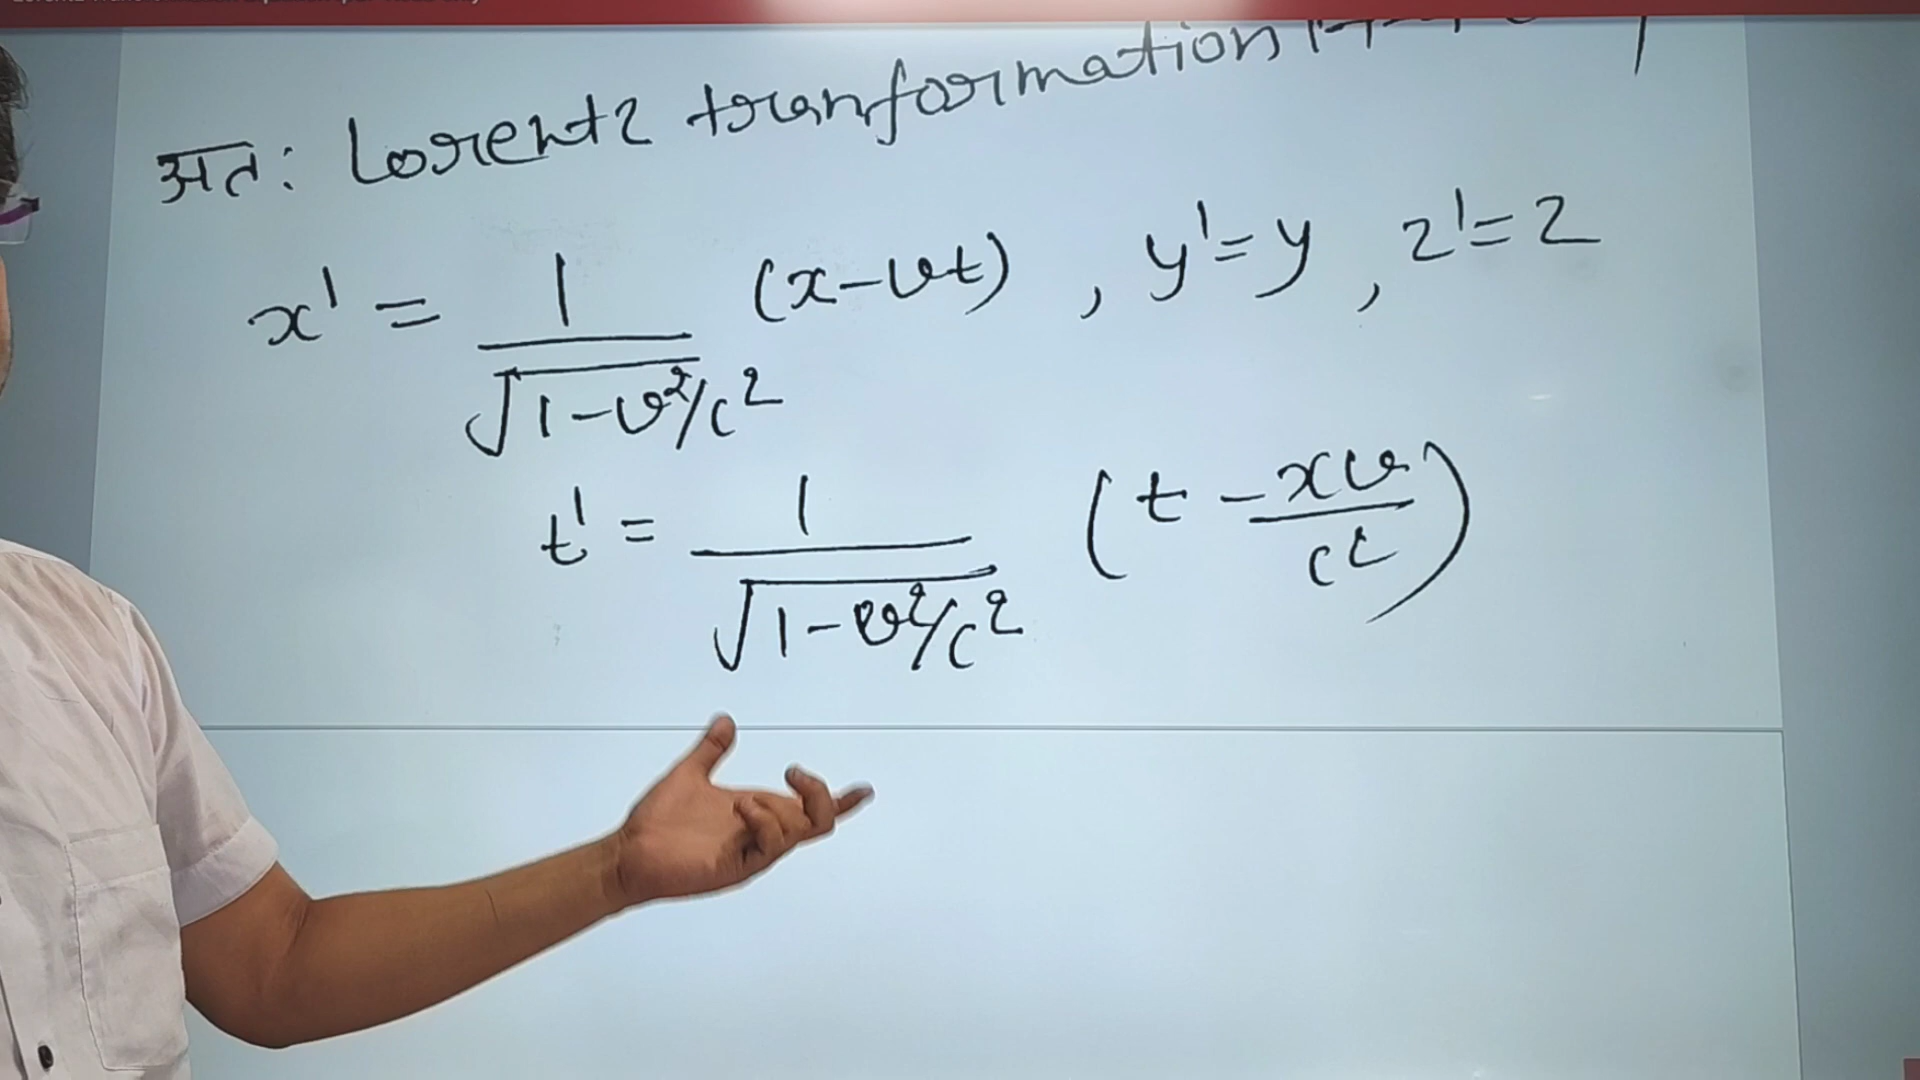 अतः Lorentz tranformation
x' = 1/√1-v²/c² (x-vt) , y'=y , z'=z
t' = 1/√1-v²/c² (t - xv/c²)